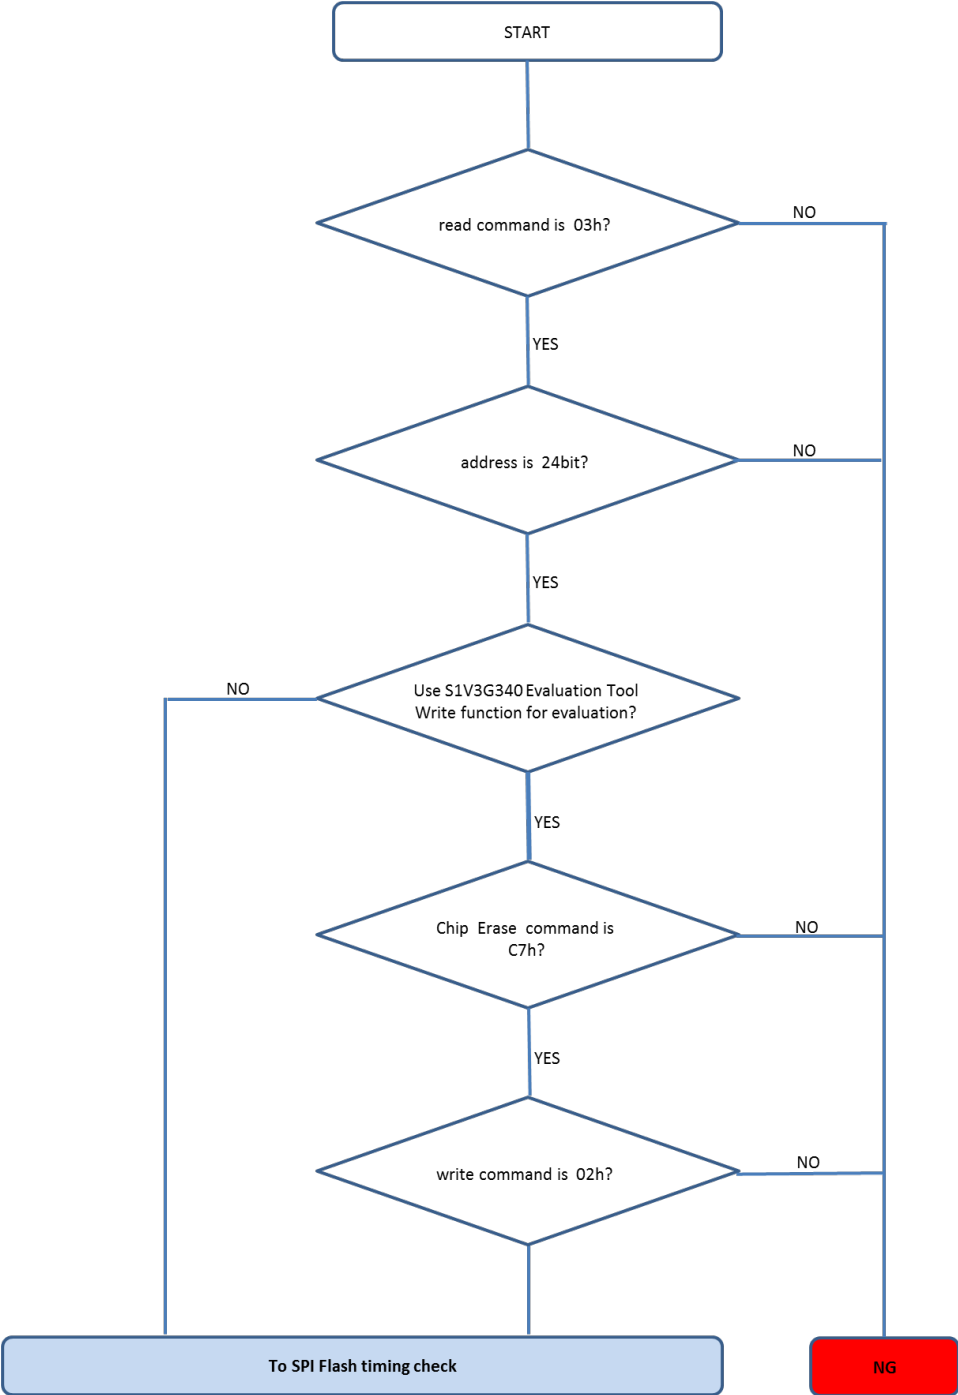 START
read command is 03h?
NO
YES
address is 24bit?
NO
YES
Use S1V3G340 Evaluation Tool
Write function for evaluation?
NO
YES
Chip Erase command is
C7h?
NO
YES
write command is 02h?
NO
To SPI Flash timing check
NG